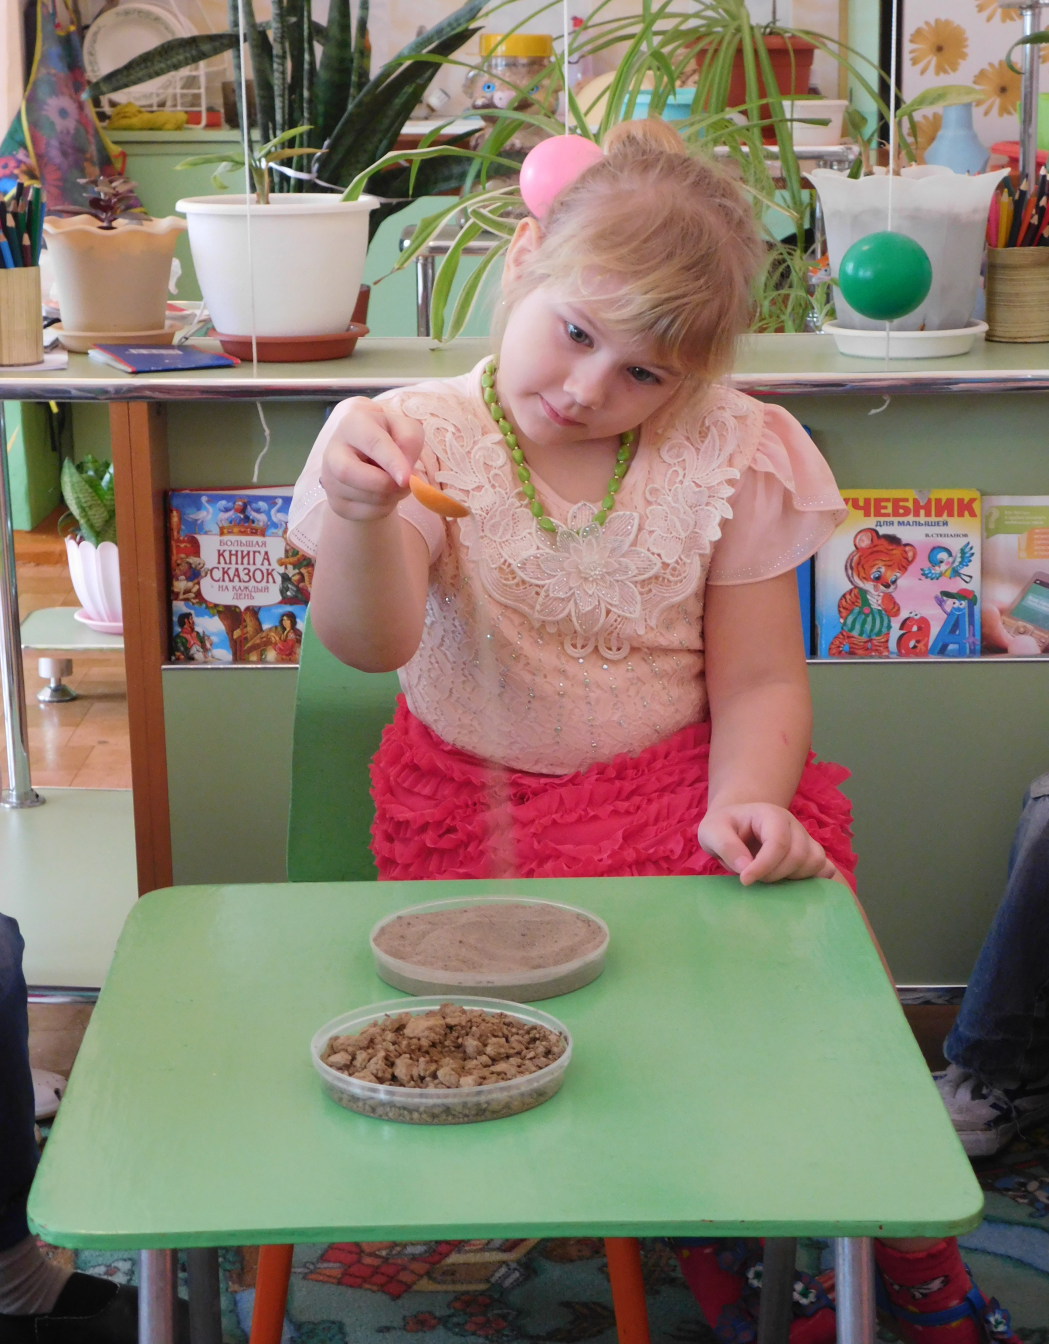 БОЛЬШАЯ
КНИГА
СКАЗОК
НА КАЖДЫЙ
ДЕНЬ
УЧЕБНИК
ДЛЯ МАЛЫШЕЙ
В.СТЕПАНОВ
а А